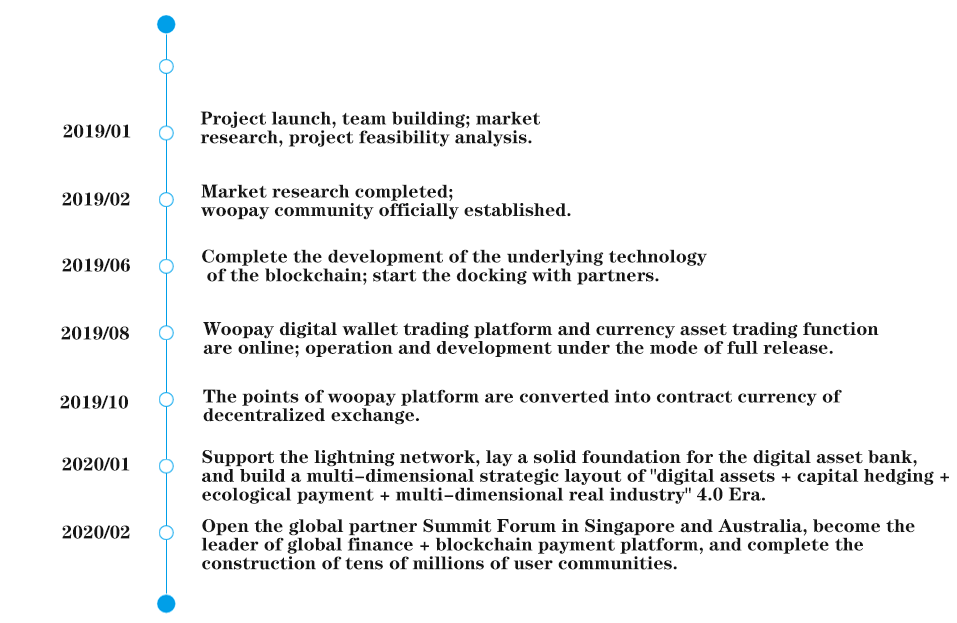 2019/01
Project launch, team building; market
research, project feasibility analysis.
2019/02
Market research completed;
woopay community officially established.
2019/06
Complete the development of the underlying technology
of the blockchain; start the docking with partners.
2019/08
Woopay digital wallet trading platform and currency asset trading function
are online; operation and development under the mode of full release.
2019/10
The points of woopay platform are converted into contract currency of
decentralized exchange.
2020/01
Support the lightning network, lay a solid foundation for the digital asset bank,
and build a multi-dimensional strategic layout of "digital assets + capital hedging +
ecological payment + multi-dimensional real industry" 4.0 Era.
2020/02
Open the global partner Summit Forum in Singapore and Australia, become the
leader of global finance + blockchain payment platform, and complete the
construction of tens of millions of user communities.